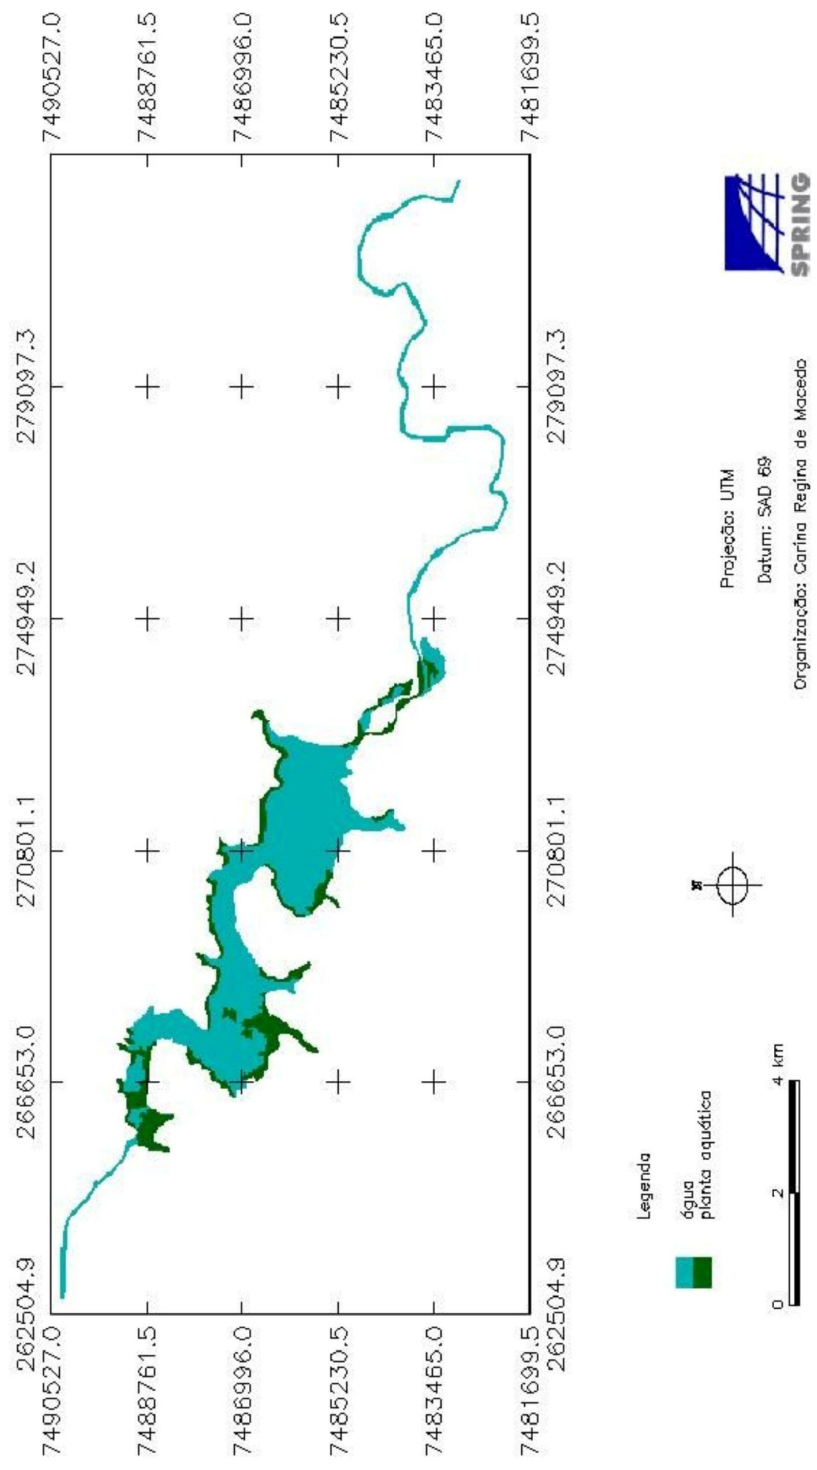 262504.9 266653.0 270801.1 274949.2 279097.3
7490527.0 7490527.0
7488761.5 7488761.5
7486996.0 7486996.0
7485230.5 7485230.5
7483465.0 7483465.0
7481699.5 7481699.5
262504.9 266653.0 270801.1 274949.2 279097.3
Legenda
água
planta aquática
0 2 4 km
N
Projeção: UTM
Datum: SAD 69
Organização: Carina Regina de Macedo
SPRING